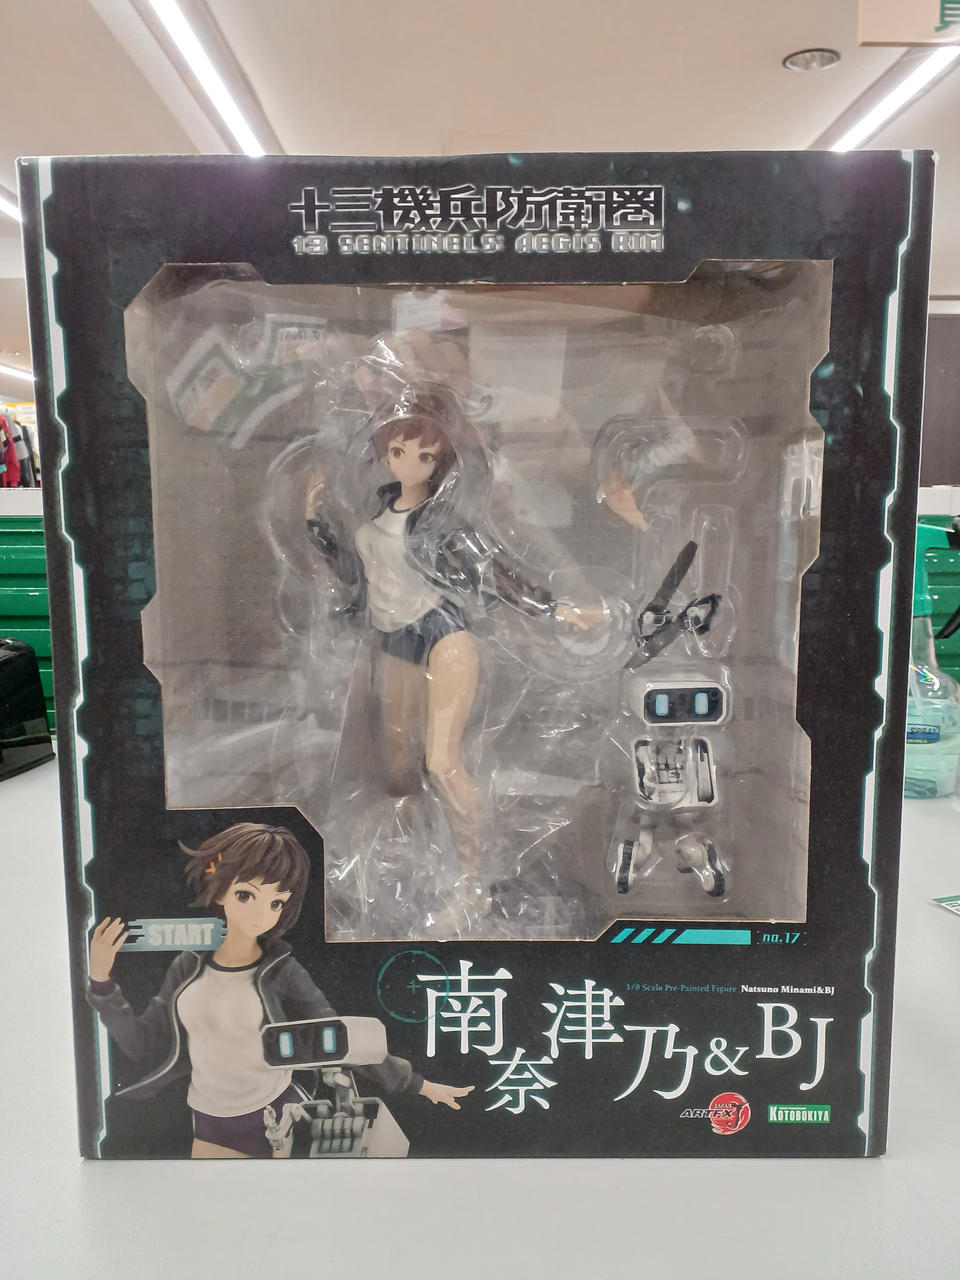 十三機兵防衛圏
13 SENTINELS: AEGIS RIM
START
no.17
1/8 Scale Pre-Painted Figure Natsuno Minami&BJ
南奈津乃&BJ
ARTFX J
KOTOBUKIYA